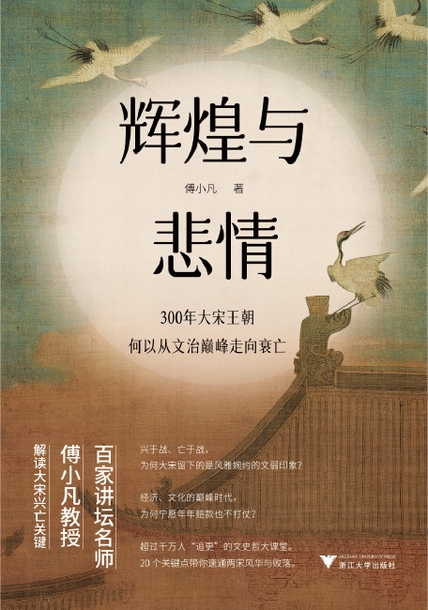 辉煌与
傅小凡 著
悲情
300年大宋王朝
何以从文治巅峰走向衰亡
百家讲坛名师
傅小凡教授
解读大宋兴亡关键
兴于战、亡于战，
为何大宋留下的是风雅婉约的文弱印象？
经济、文化的巅峰时代，
为何宁愿年年赔款也不打仗？
超过千万人“追更”的文史哲大课堂。
20个关键点带你速通两宋风华与败落。
ZHEJIANG UNIVERSITY PRESS
浙江大学出版社